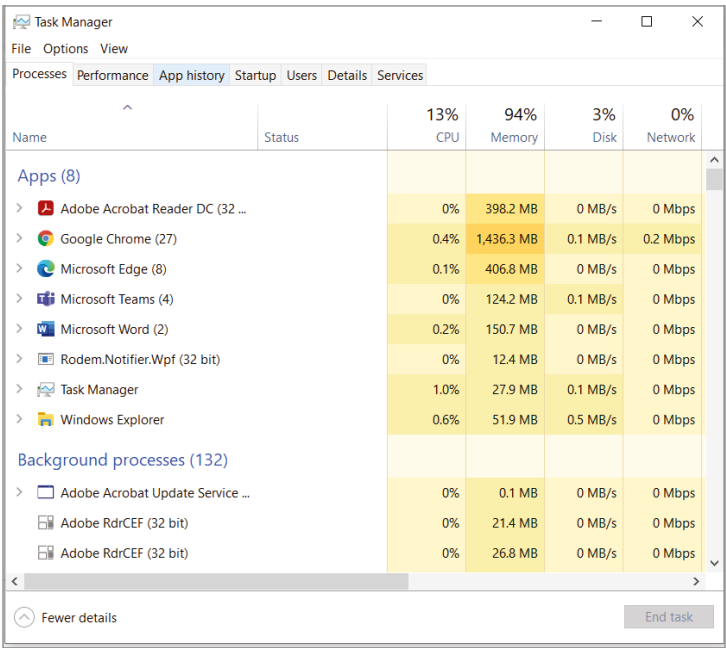 Task Manager
File Options View
Processes Performance App history Startup Users Details Services
13% 94% 3% 0%
Name Status CPU Memory Disk Network
Apps (8)
Adobe Acrobat Reader DC (32 ... 0% 398.2 MB 0 MB/s 0 Mbps
Google Chrome (27) 0.4% 1,436.3 MB 0.1 MB/s 0.2 Mbps
Microsoft Edge (8) 0.1% 406.8 MB 0 MB/s 0 Mbps
Microsoft Teams (4) 0% 124.2 MB 0.1 MB/s 0 Mbps
Microsoft Word (2) 0.2% 150.7 MB 0 MB/s 0 Mbps
Rodem.Notifier.Wpf (32 bit) 0% 12.4 MB 0 MB/s 0 Mbps
Task Manager 1.0% 27.9 MB 0.1 MB/s 0 Mbps
Windows Explorer 0.6% 51.9 MB 0.5 MB/s 0 Mbps
Background processes (132)
Adobe Acrobat Update Service ... 0% 0.1 MB 0 MB/s 0 Mbps
Adobe RdrCEF (32 bit) 0% 21.4 MB 0 MB/s 0 Mbps
Adobe RdrCEF (32 bit) 0% 26.8 MB 0 MB/s 0 Mbps
Fewer details End task